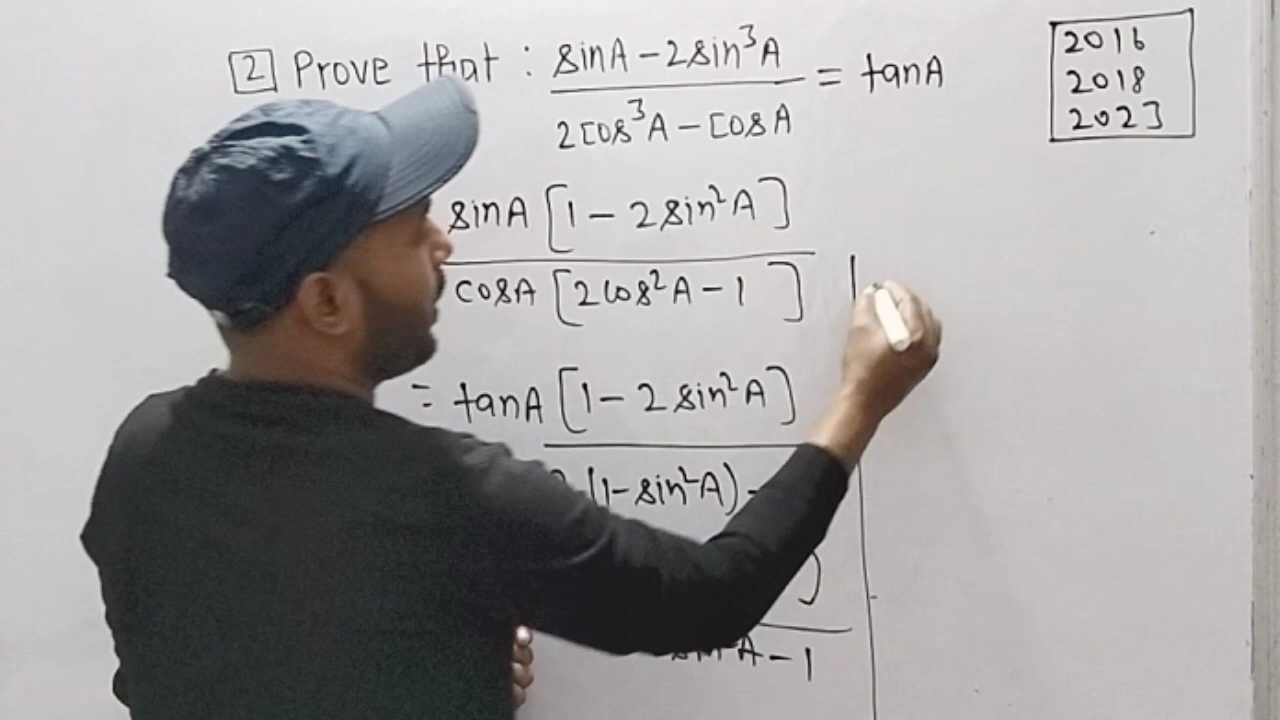 2 Prove that : sinA - 2sin³A / 2cos³A - cosA = tanA
2016
2018
2023
sinA [1 - 2sin²A]
cosA [2cos²A - 1]
= tanA [1 - 2sin²A]
(1-sin²A) -
]
sin²A - 1